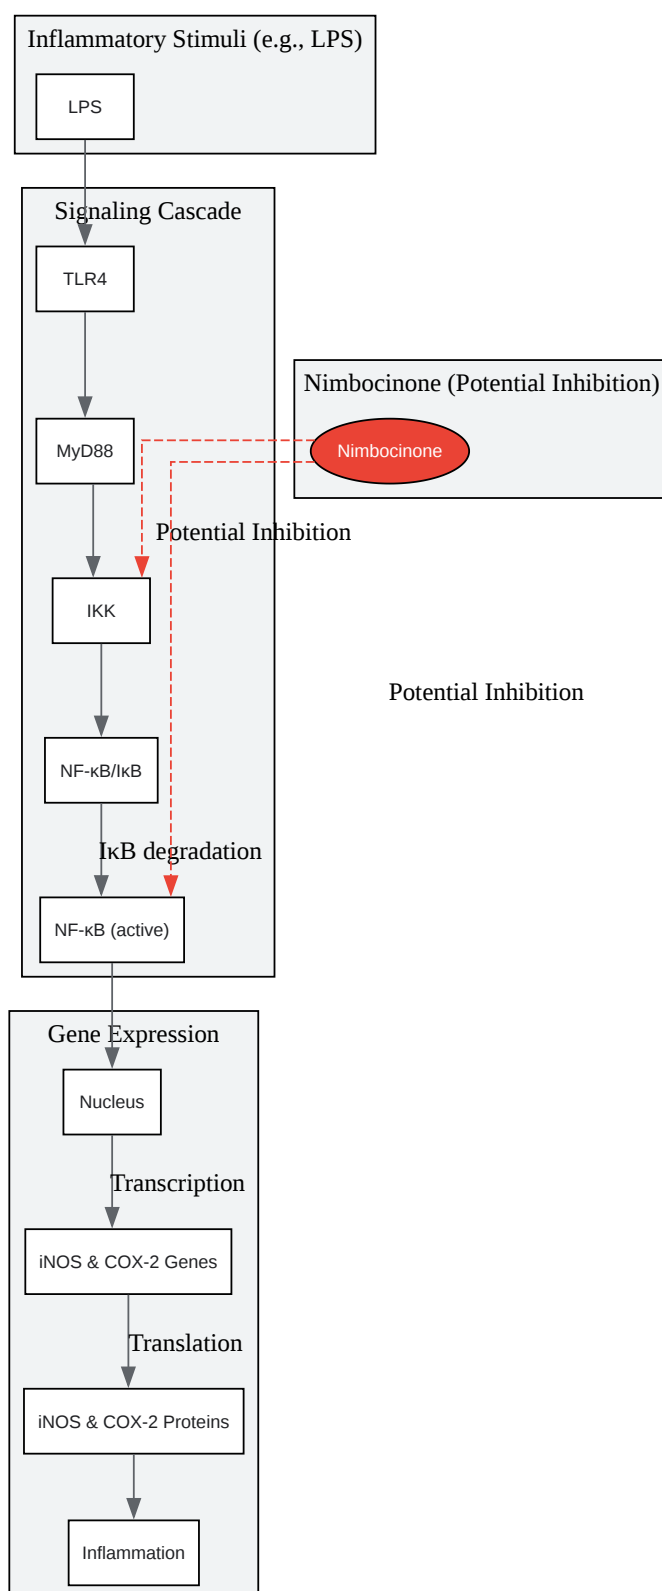 Inflammatory Stimuli (e.g., LPS)
LPS
Signaling Cascade
TLR4
Nimbocinone (Potential Inhibition)
MyD88
Nimbocinone
Potential Inhibition
IKK
Potential Inhibition
NF-κB/IκB
IκB degradation
NF-κB (active)
Gene Expression
Nucleus
Transcription
iNOS & COX-2 Genes
Translation
iNOS & COX-2 Proteins
Inflammation